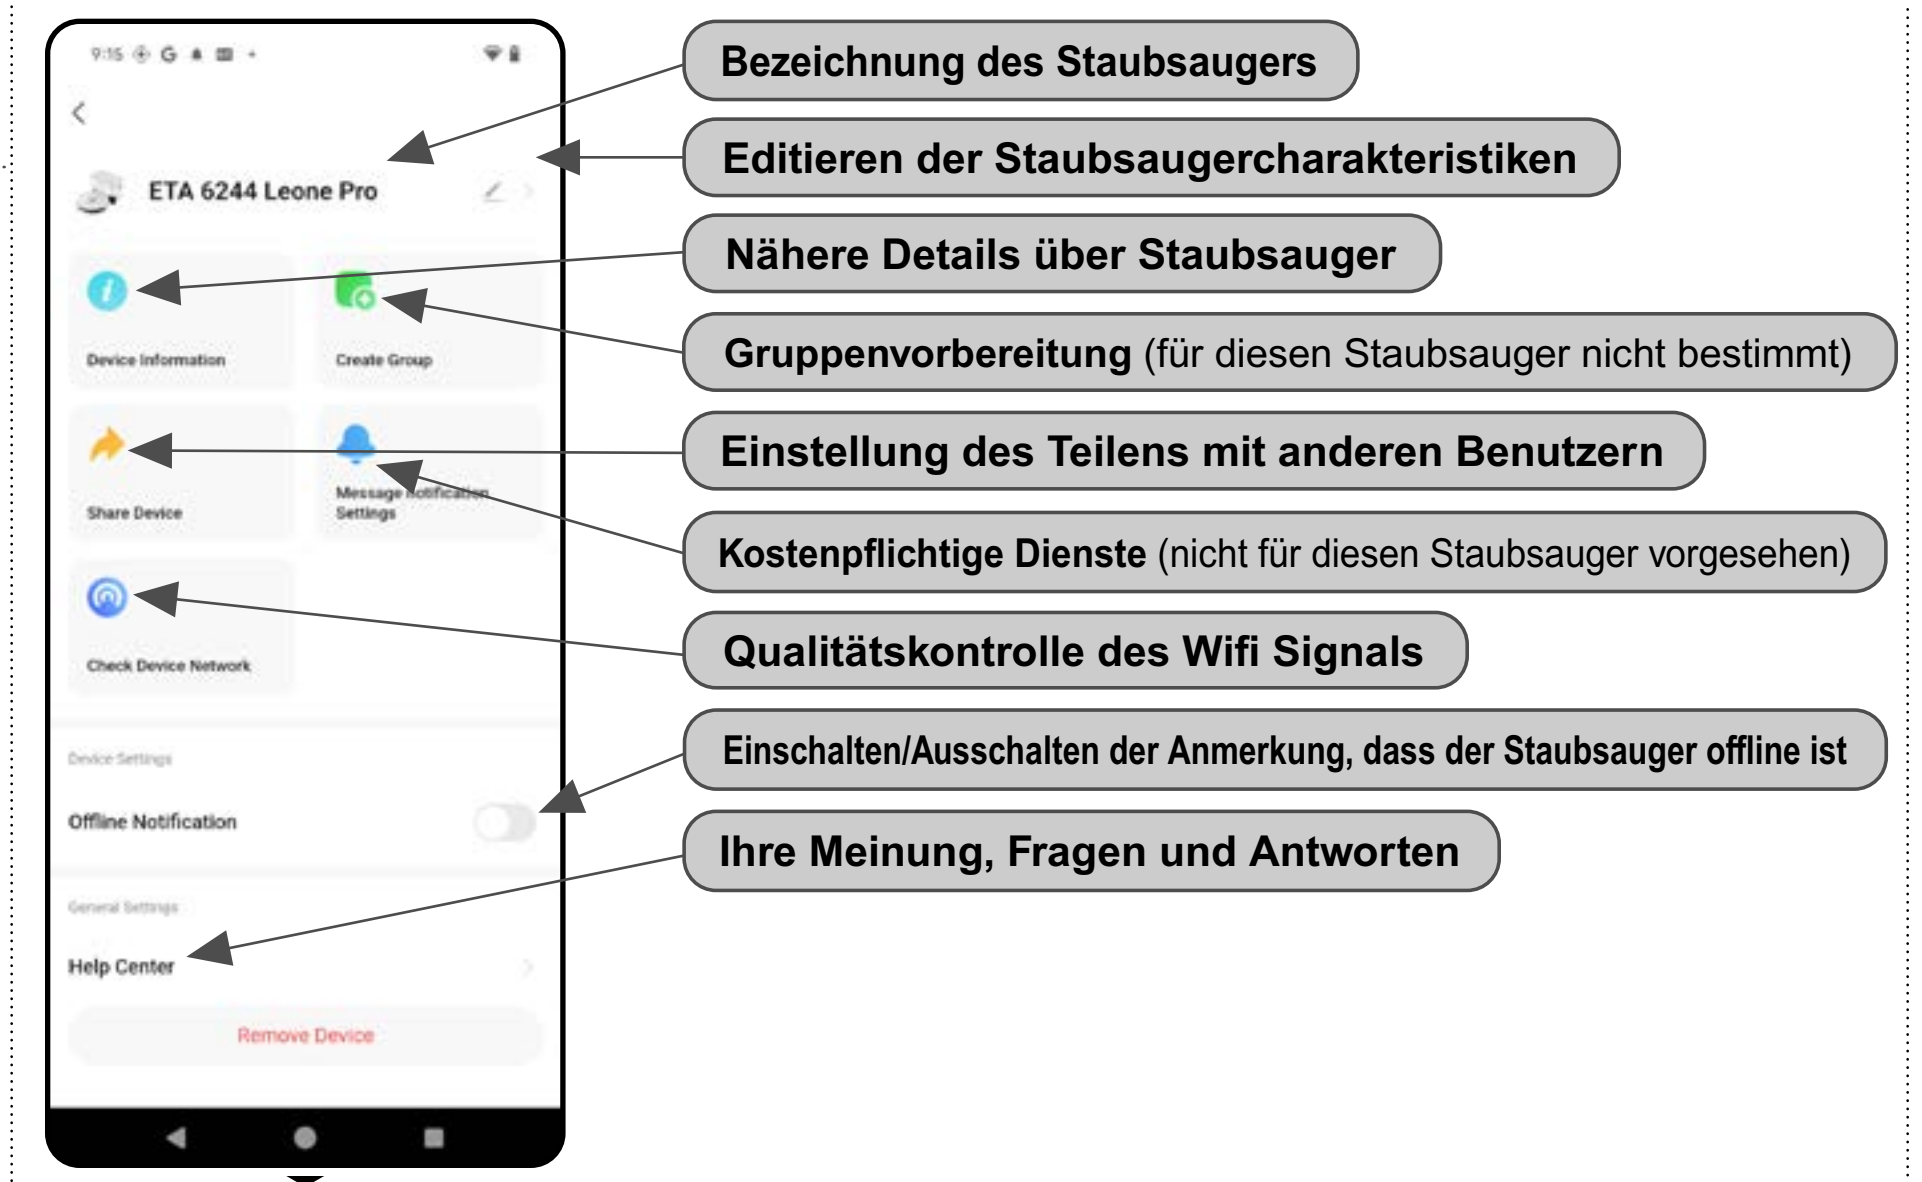 9:15
Bezeichnung des Staubsaugers
Editieren der Staubsaugercharakteristiken
ETA 6244 Leone Pro
Nähere Details über Staubsauger
Gruppenvorbereitung (für diesen Staubsauger nicht bestimmt)
Device Information
Create Group
Einstellung des Teilens mit anderen Benutzern
Share Device
Message Notification
Settings
Kostenpflichtige Dienste (nicht für diesen Staubsauger vorgesehen)
Qualitätskontrolle des Wifi Signals
Check Device Network
Einschalten/Ausschalten der Anmerkung, dass der Staubsauger offline ist
Device Settings
Offline Notification
Ihre Meinung, Fragen und Antworten
General Settings
Help Center
Remove Device